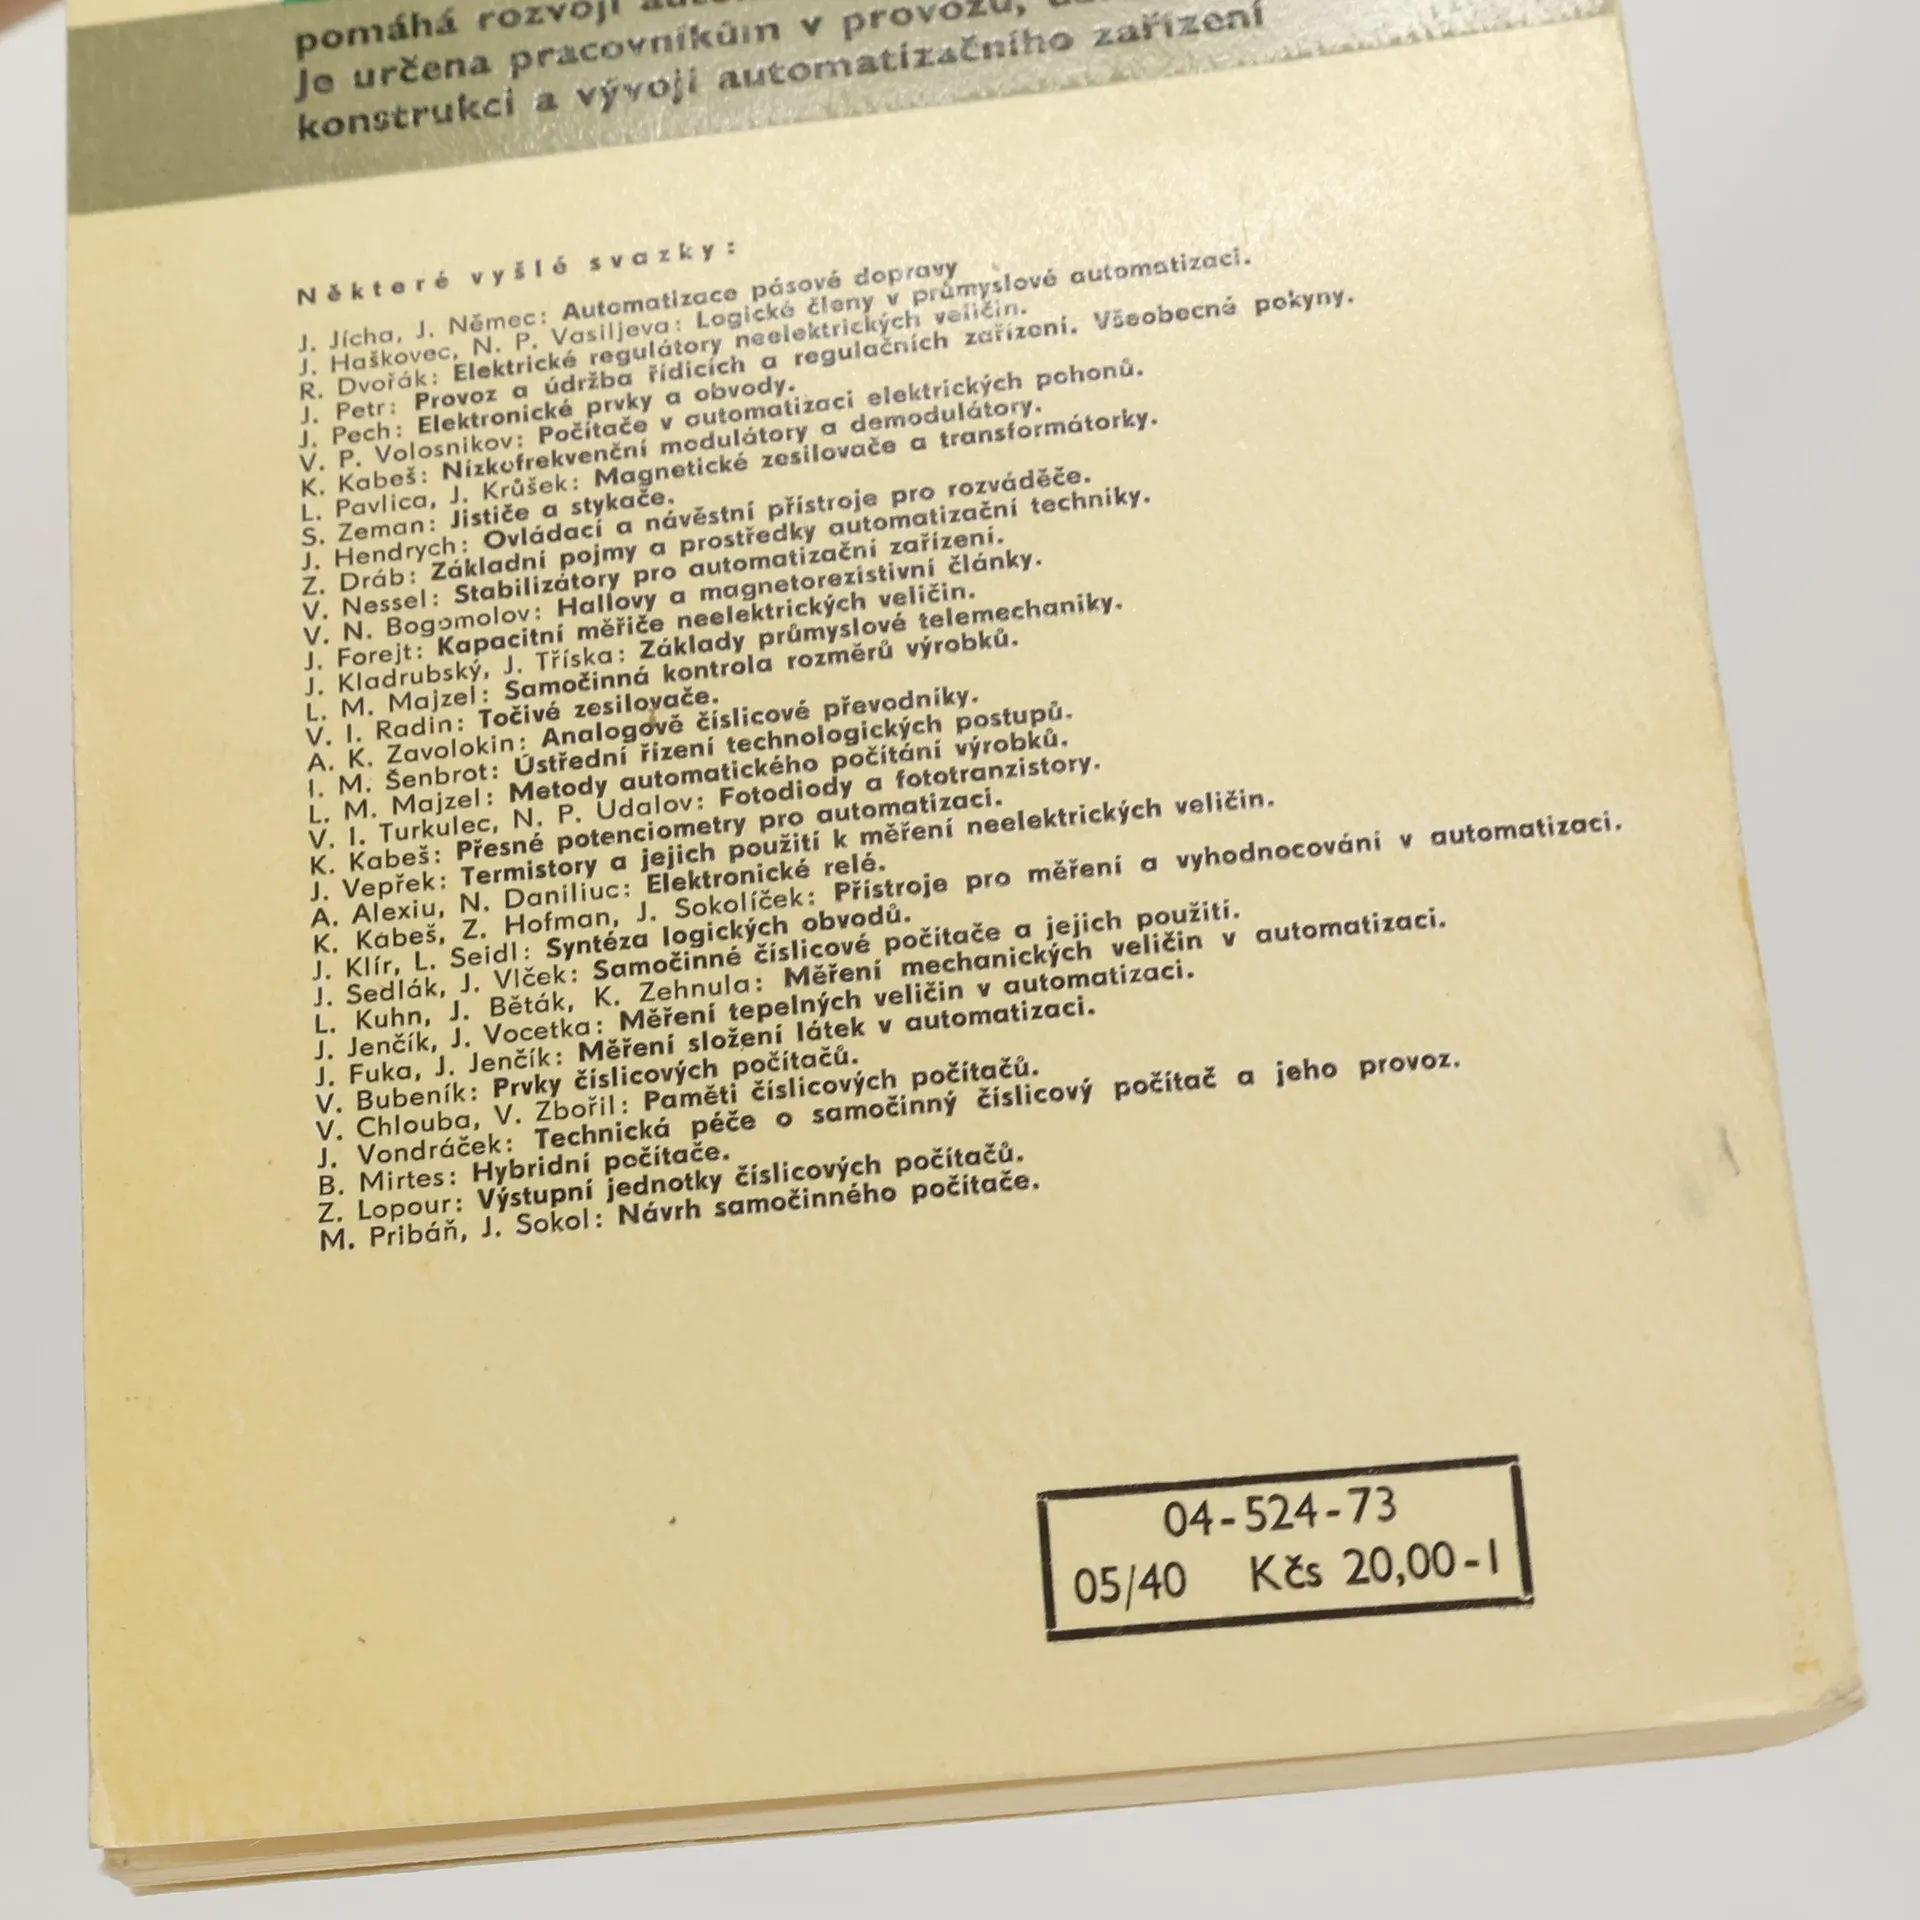 pomáhá rozvoji
Je určena pracovníkům v provozu,
konstrukci a vývoji automatizačního zařízení
Některé vyšlé svazky:
J. Jícha, J. Němec: Automatizace pásové dopravy
J. Haškovec, N. P. Vasiljeva: Logické členy v průmyslové automatizaci.
R. Dvořák: Elektrické regulátory neelektrických veličin.
J. Petr: Provoz a údržba řídicích a regulačních zařízení. Všeobecné pokyny.
J. Pech: Elektronické prvky a obvody.
V. P. Volosnikov: Počítače v automatizaci elektrických pohonů.
K. Kabeš: Nízkofrekvenční modulátory a demodulátory.
L. Pavlica, J. Krůšek: Magnetické zesilovače a transformátorky.
S. Zeman: Jističe a stykače.
J. Hendrych: Ovládací a návěstní přístroje pro rozváděče.
Z. Dráb: Základní pojmy a prostředky automatizační techniky.
V. Nessel: Stabilizátory pro automatizační zařízení.
V. N. Bogomolov: Hallovy a magnetorezistivní články.
J. Forejt: Kapacitní měřiče neelektrických veličin.
J. Kladrubský, J. Tříska: Základy průmyslové telemechaniky.
L. M. Majzel: Samočinná kontrola rozměrů výrobků.
V. I. Radin: Točivé zesilovače.
A. K. Zavolokin: Analogově číslicové převodníky.
I. M. Šenbrot: Ústřední řízení technologických postupů.
L. M. Majzel: Metody automatického počítání výrobků.
V. I. Turkulec, N. P. Udalov: Fotodiody a fototranzistory.
K. Kabeš: Přesné potenciometry pro automatizaci.
J. Vepřek: Termistory a jejich použití k měření neelektrických veličin.
A. Alexiu, N. Daniliuc: Elektronické relé.
K. Kabeš, Z. Hofman, J. Sokolíček: Přístroje pro měření a vyhodnocování v automatizaci.
J. Klír, L. Seidl: Syntéza logických obvodů.
J. Sedlák, J. Vlček: Samočinné číslicové počítače a jejich použití.
L. Kuhn, J. Běták, K. Zehnula: Měření mechanických veličin v automatizaci.
J. Jenčík, J. Vocetka: Měření tepelných veličin v automatizaci.
J. Fuka, J. Jenčík: Měření složení látek v automatizaci.
V. Bubeník: Prvky číslicových počítačů.
V. Chlouba, V. Zbořil: Paměti číslicových počítačů.
J. Vondráček: Technická péče o samočinný číslicový počítač a jeho provoz.
B. Mirtes: Hybridní počítače.
Z. Lopour: Výstupní jednotky číslicových počítačů.
M. Pribáň, J. Sokol: Návrh samočinného počítače.
04-524-73
05/40 Kčs 20,00-I